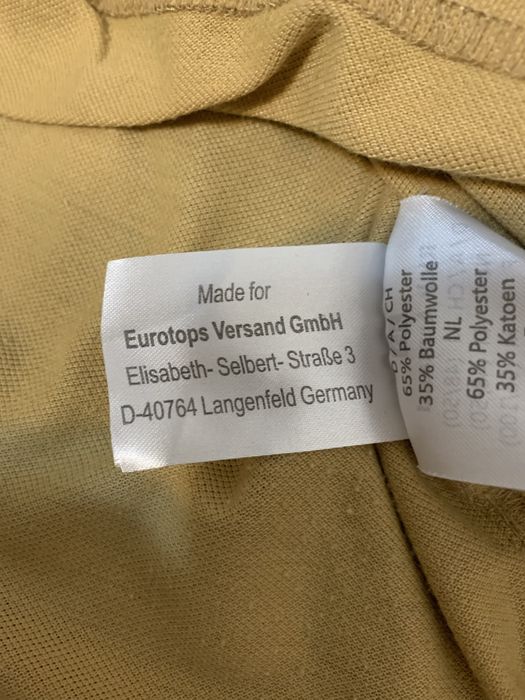 Made for
Eurotops Versand GmbH
Elisabeth- Selbert- Straße 3
D-40764 Langenfeld Germany
D / A / CH
65% Polyester
35% Baumwolle
NL
65% Polyester
35% Katoen